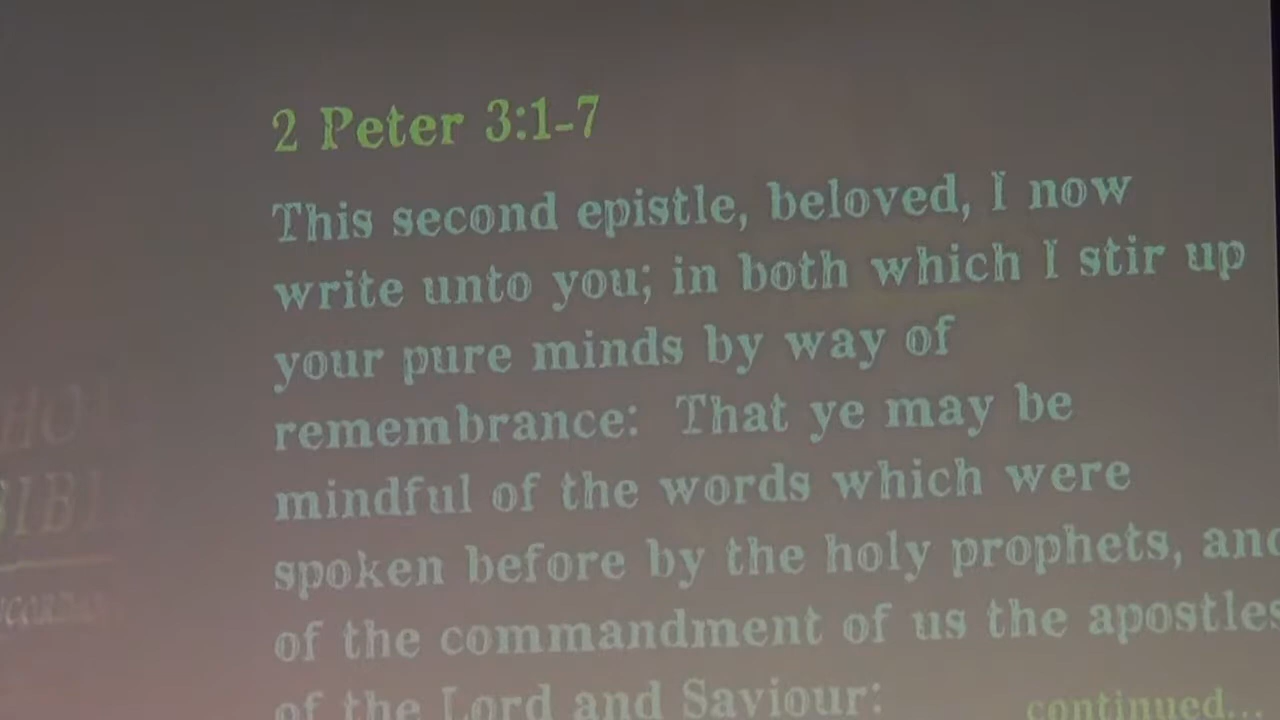 2 Peter 3:1-7
This second epistle, beloved, I now
write unto you; in both which I stir up
your pure minds by way of
remembrance: That ye may be
mindful of the words which were
spoken before by the holy prophets, and
of the commandment of us the apostles
of the Lord and Saviour:
continued...